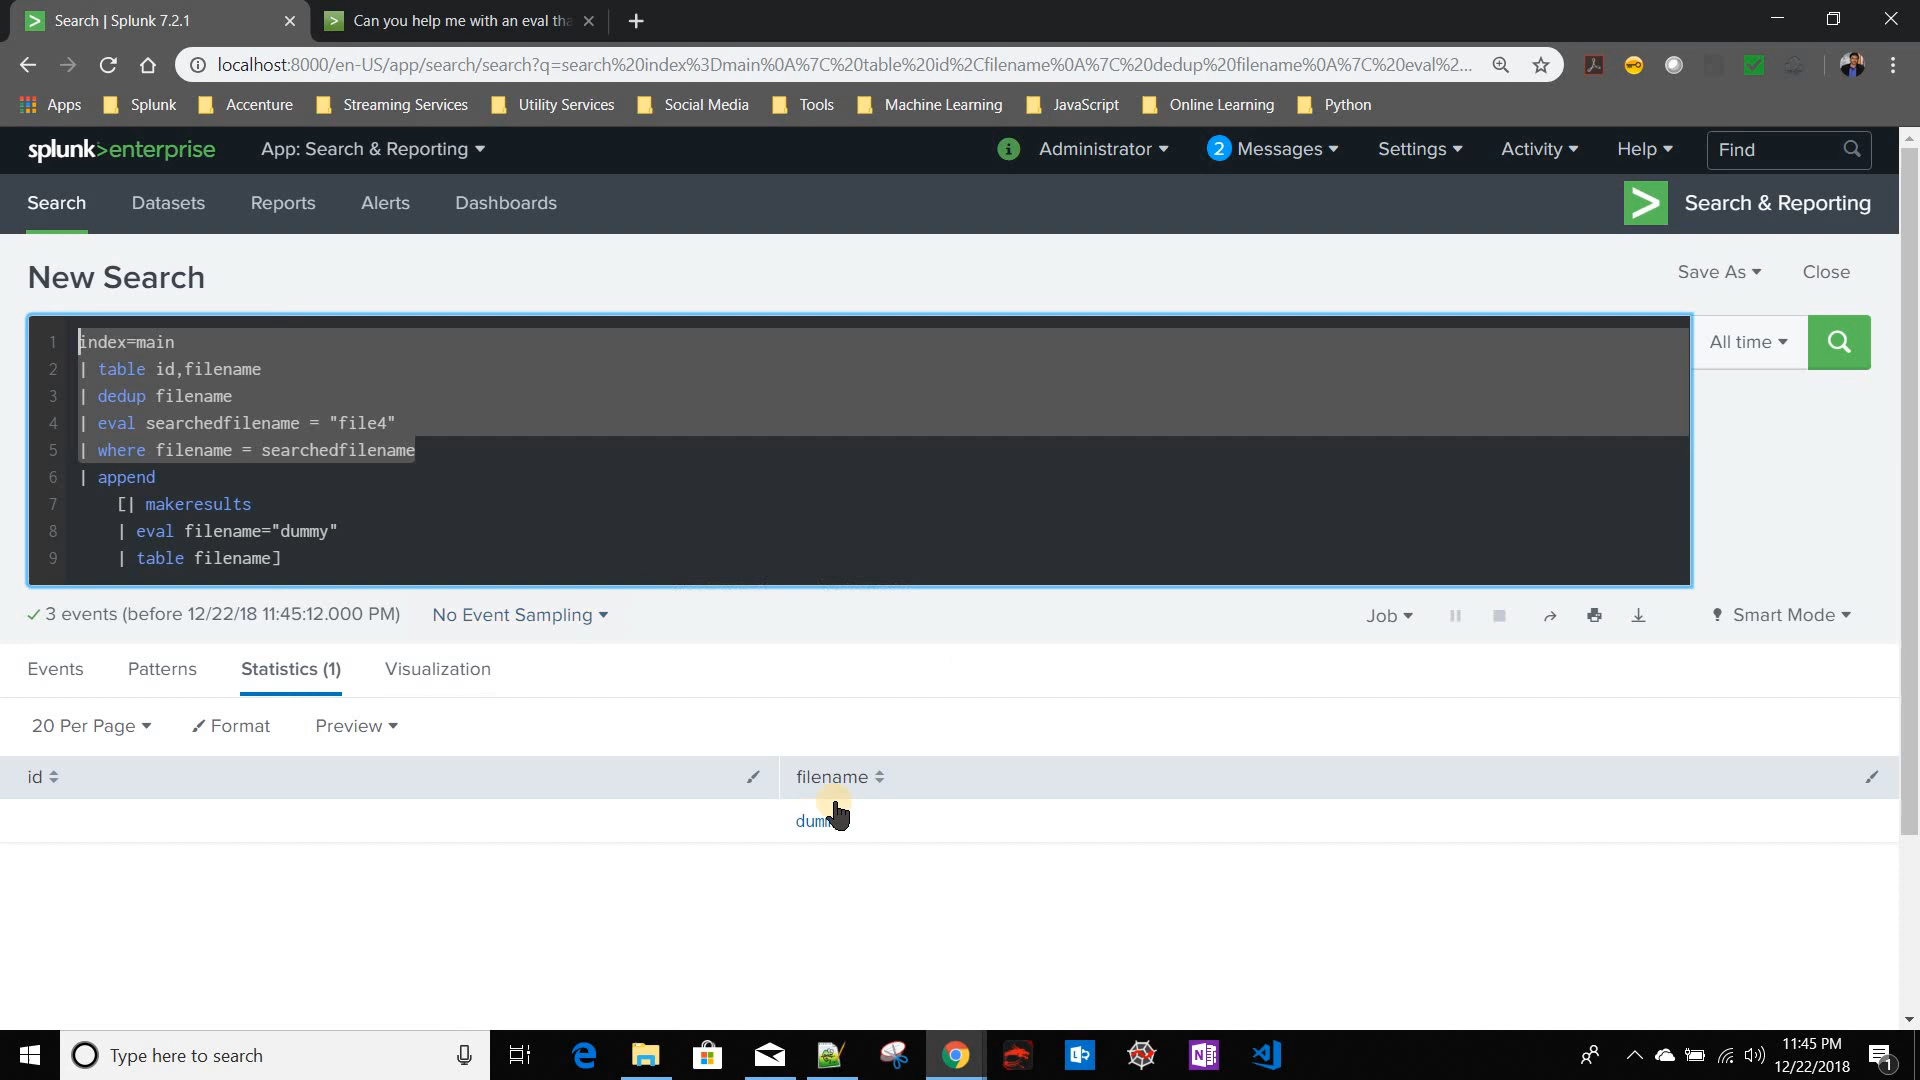 Search | Splunk 7.2.1
Can you help me with an eval tha
localhost:8000/en-US/app/search/search?q=search%20index%3Dmain%0A%7C%20table%20id%2Cfilename%0A%7C%20dedup%20filename%0A%7C%20eval%2...
Apps Splunk Accenture Streaming Services Utility Services Social Media Tools Machine Learning JavaScript Online Learning Python
splunk>enterprise App: Search & Reporting i Administrator 2 Messages Settings Activity Help Find
Search Datasets Reports Alerts Dashboards > Search & Reporting
New Search Save As Close
1 index=main All time
2 | table id,filename
3 | dedup filename
4 | eval searchedfilename = "file4"
5 | where filename = searchedfilename
6 | append
7 [| makeresults
8 | eval filename="dummy"
9 | table filename]
3 events (before 12/22/18 11:45:12.000 PM) No Event Sampling Job Smart Mode
Events Patterns Statistics (1) Visualization
20 Per Page Format Preview
id filename
Type here to search
11:45 PM
12/22/2018
1